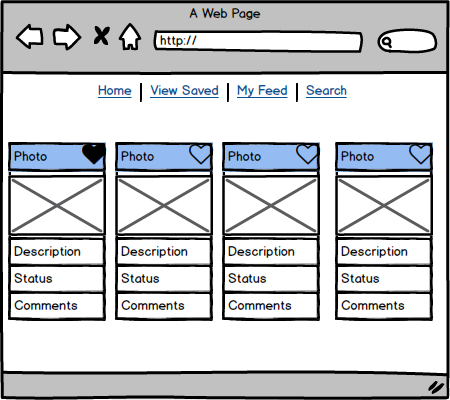 A Web Page
http://
Home | View Saved | My Feed | Search
Photo Photo Photo Photo
Description Description Description Description
Status Status Status Status
Comments Comments Comments Comments